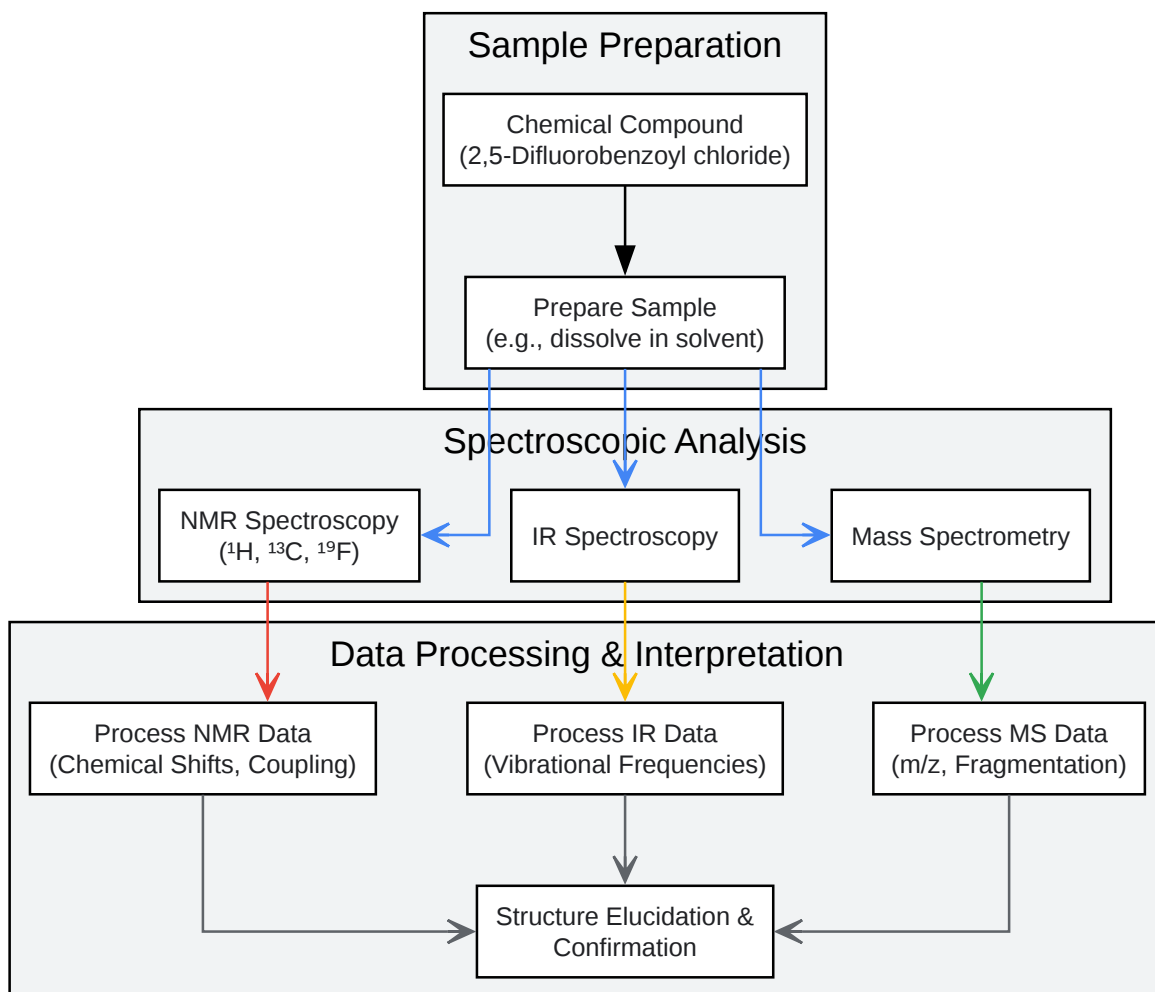 Sample Preparation
Chemical Compound
(2,5-Difluorobenzoyl chloride)
Prepare Sample
(e.g., dissolve in solvent)
Spectroscopic Analysis
NMR Spectroscopy
(¹H, ¹³C, ¹⁹F)
IR Spectroscopy
Mass Spectrometry
Data Processing & Interpretation
Process NMR Data
(Chemical Shifts, Coupling)
Process IR Data
(Vibrational Frequencies)
Process MS Data
(m/z, Fragmentation)
Structure Elucidation &
Confirmation